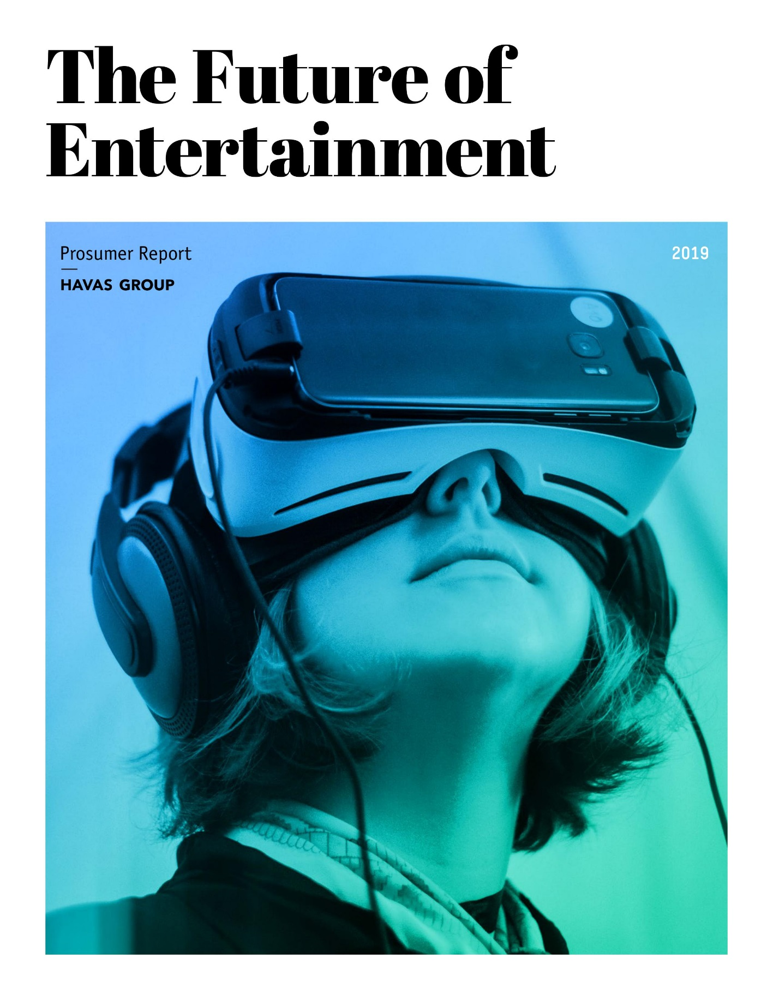 The Future of
Entertainment
Prosumer Report
2019
HAVAS GROUP